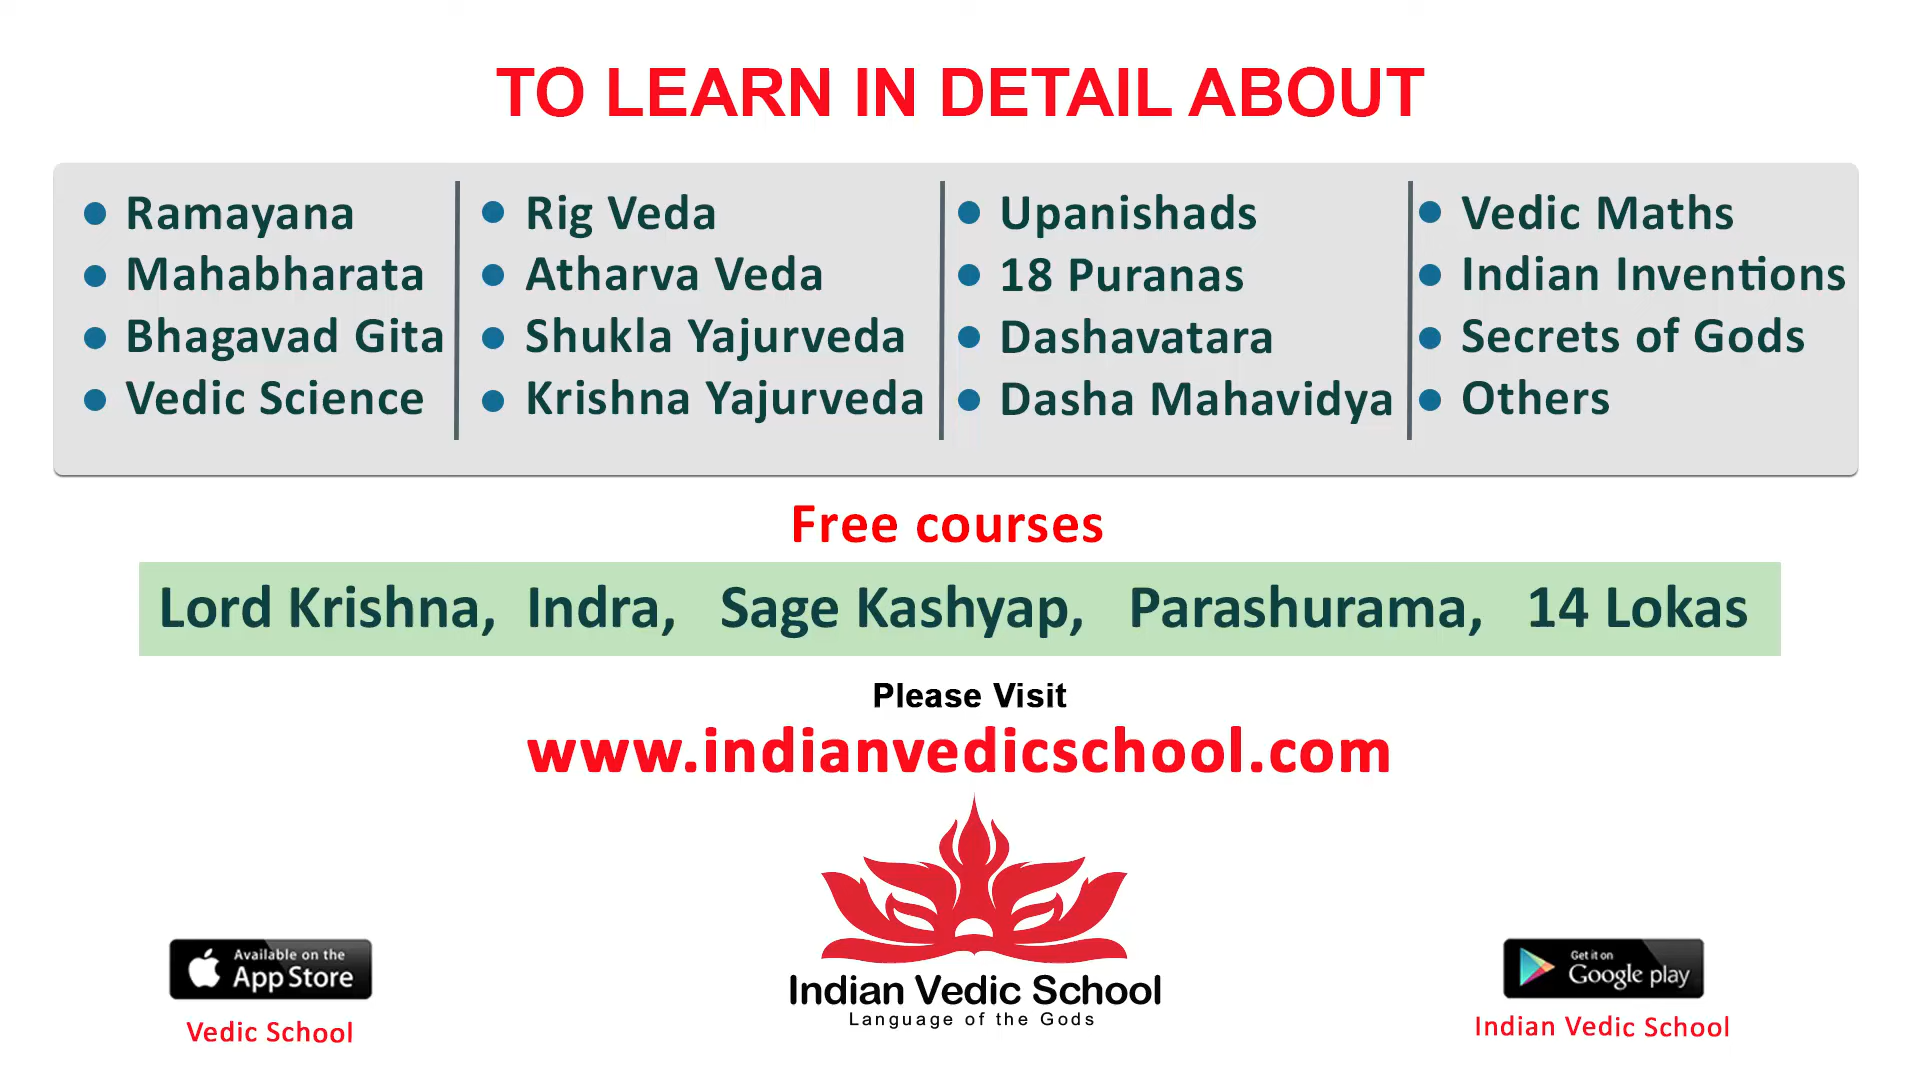 TO LEARN IN DETAIL ABOUT
Ramayana
Mahabharata
Bhagavad Gita
Vedic Science
Rig Veda
Atharva Veda
Shukla Yajurveda
Krishna Yajurveda
Upanishads
18 Puranas
Dashavatara
Dasha Mahavidya
Vedic Maths
Indian Inventions
Secrets of Gods
Others
Free courses
Lord Krishna, Indra, Sage Kashyap, Parashurama, 14 Lokas
Please Visit
www.indianvedicschool.com
Indian Vedic School
Language of the Gods
Available on the
App Store
Vedic School
Get it on
Google play
Indian Vedic School